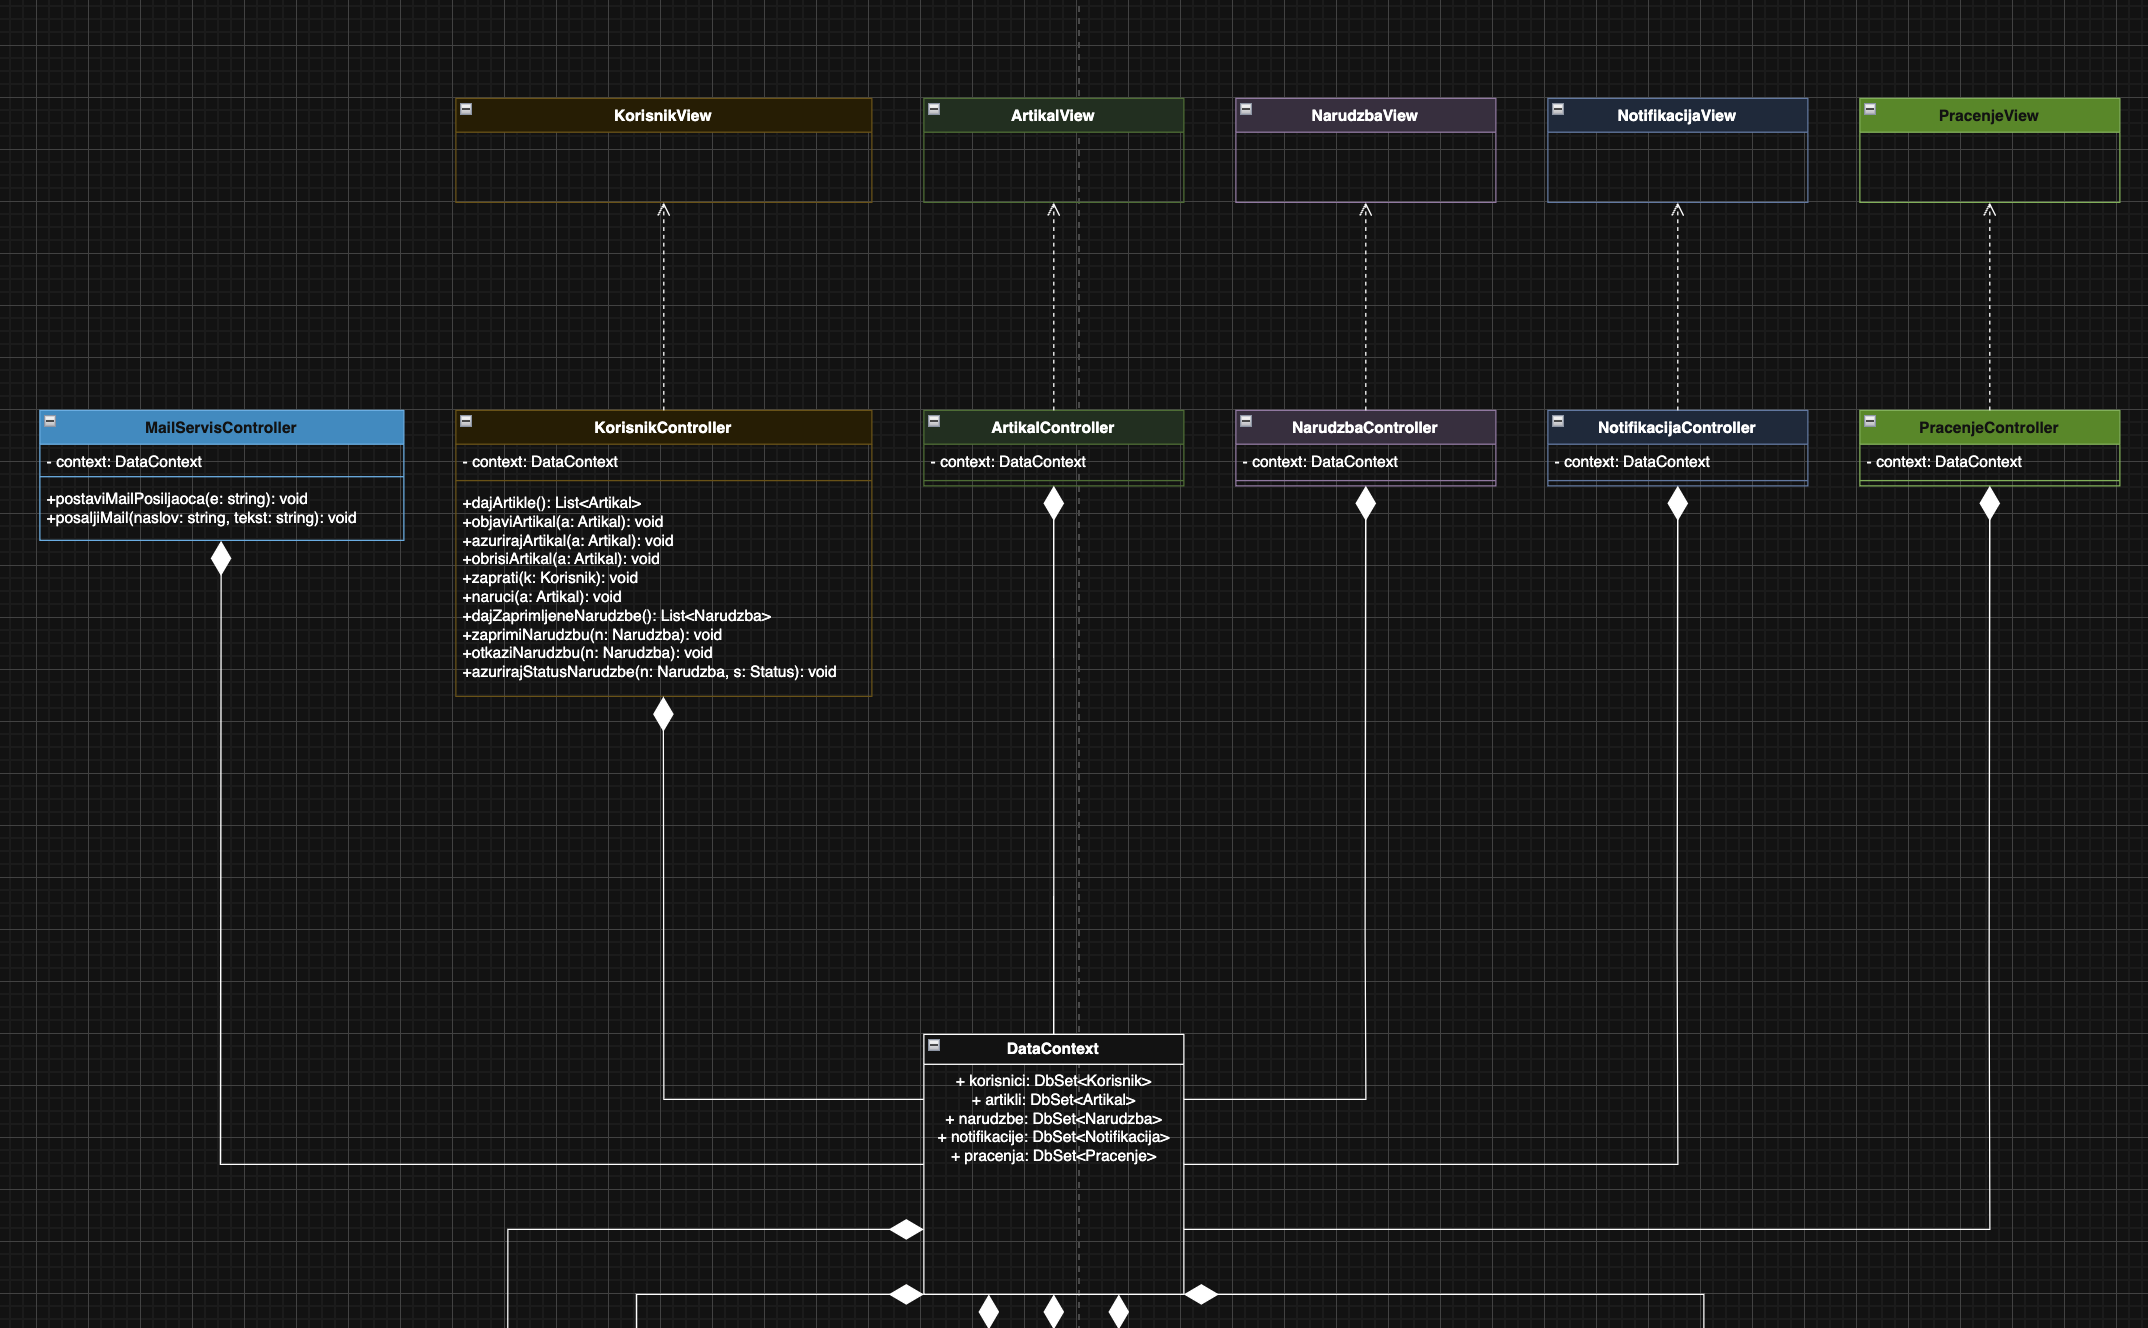 KorisnikView
ArtikalView
NarudzbaView
NotifikacijaView
PracenjeView
MailServisController
- context: DataContext
+postaviMailPosiljaoca(e: string): void
+posaljiMail(naslov: string, tekst: string): void
KorisnikController
- context: DataContext
+dajArtikle(): List<Artikal>
+objaviArtikal(a: Artikal): void
+azurirajArtikal(a: Artikal): void
+obrisiArtikal(a: Artikal): void
+zaprati(k: Korisnik): void
+naruci(a: Artikal): void
+dajZaprimljeneNarudzbe(): List<Narudzba>
+zaprimiNarudzbu(n: Narudzba): void
+otkaziNarudzbu(n: Narudzba): void
+azurirajStatusNarudzbe(n: Narudzba, s: Status): void
ArtikalController
- context: DataContext
NarudzbaController
- context: DataContext
NotifikacijaController
- context: DataContext
PracenjeController
- context: DataContext
DataContext
+ korisnici: DbSet<Korisnik>
+ artikli: DbSet<Artikal>
+ narudzbe: DbSet<Narudzba>
+ notifikacije: DbSet<Notifikacija>
+ pracenja: DbSet<Pracenje>